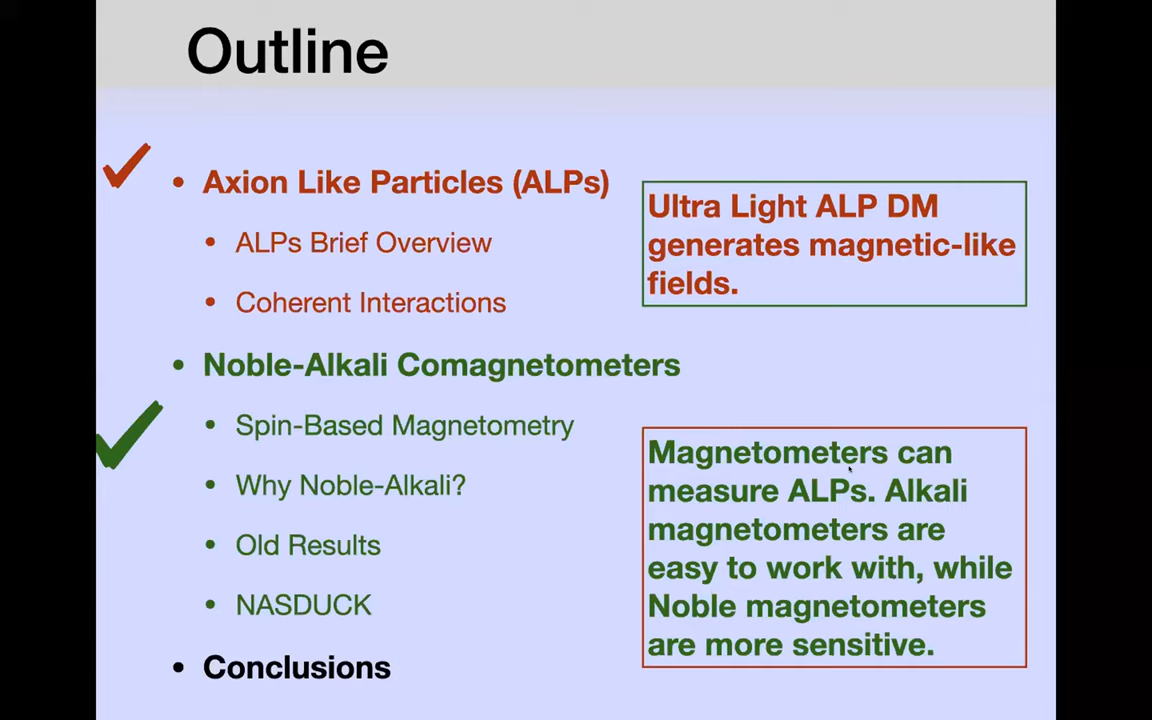 Outline
• Axion Like Particles (ALPs)
• ALPs Brief Overview
• Coherent Interactions
Ultra Light ALP DM
generates magnetic-like
fields.
• Noble-Alkali Comagnetometers
• Spin-Based Magnetometry
• Why Noble-Alkali?
• Old Results
• NASDUCK
Magnetometers can
measure ALPs. Alkali
magnetometers are
easy to work with, while
Noble magnetometers
are more sensitive.
• Conclusions